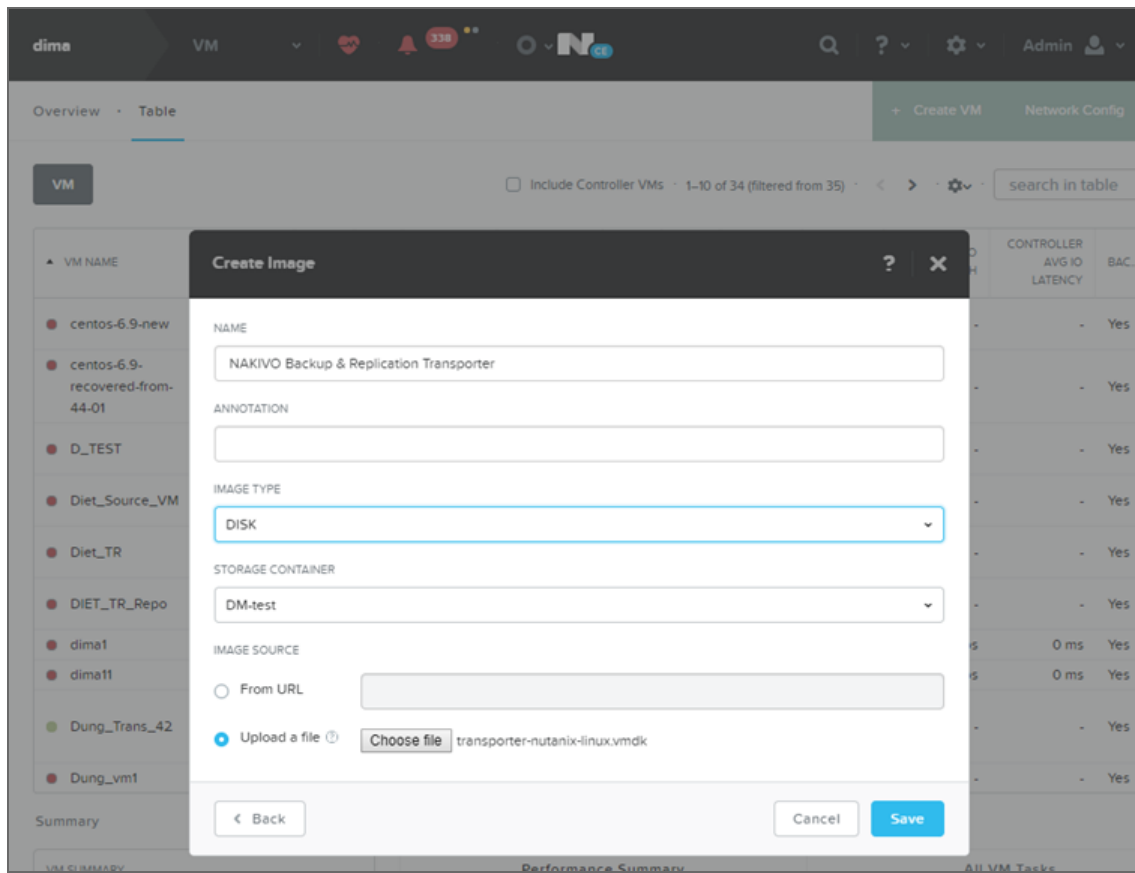 dima
VM
338
N CE
?
Admin
Overview · Table
+ Create VM
Network Config
VM
Include Controller VMs · 1–10 of 34 (filtered from 35)
search in table
VM NAME
CONTROLLER
AVG IO
LATENCY
BAC...
Create Image
?
NAME
NAKIVO Backup & Replication Transporter
ANNOTATION
IMAGE TYPE
DISK
STORAGE CONTAINER
DM-test
IMAGE SOURCE
From URL
Upload a file ?
Choose file transporter-nutanix-linux.vmdk
< Back
Cancel
Save
centos-6.9-new
- - Yes
centos-6.9-
recovered-from-
44-01
- - Yes
D_TEST
- - Yes
Diet_Source_VM
- - Yes
Diet_TR
- - Yes
DIET_TR_Repo
- - Yes
dima1
0 ms Yes
dima11
0 ms Yes
Dung_Trans_42
- - Yes
Dung_vm1
- - Yes
Summary
VM SUMMARY
Performance Summary
All VM Tasks